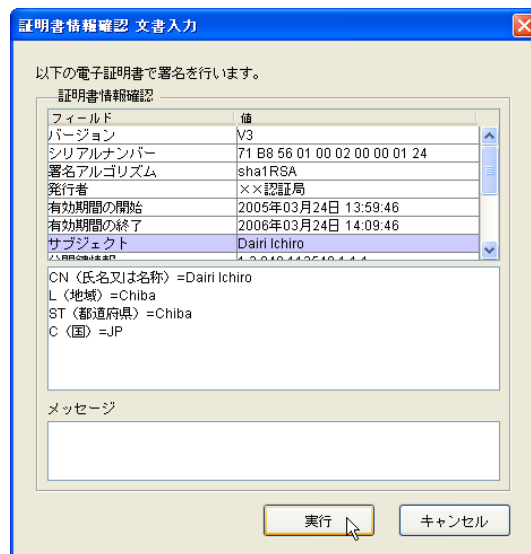 証明書情報確認 文書入力
以下の電子証明書で署名を行います。
証明書情報確認
フィールド 値
バージョン V3
シリアルナンバー 71 B8 56 01 00 02 00 00 01 24
署名アルゴリズム sha1RSA
発行者 ××認証局
有効期間の開始 2005年03月24日 13:59:46
有効期間の終了 2006年03月24日 14:09:46
サブジェクト Dairi Ichiro
CN（氏名又は名称）=Dairi Ichiro
L（地域）=Chiba
ST（都道府県）=Chiba
C（国）=JP
メッセージ
実行 キャンセル